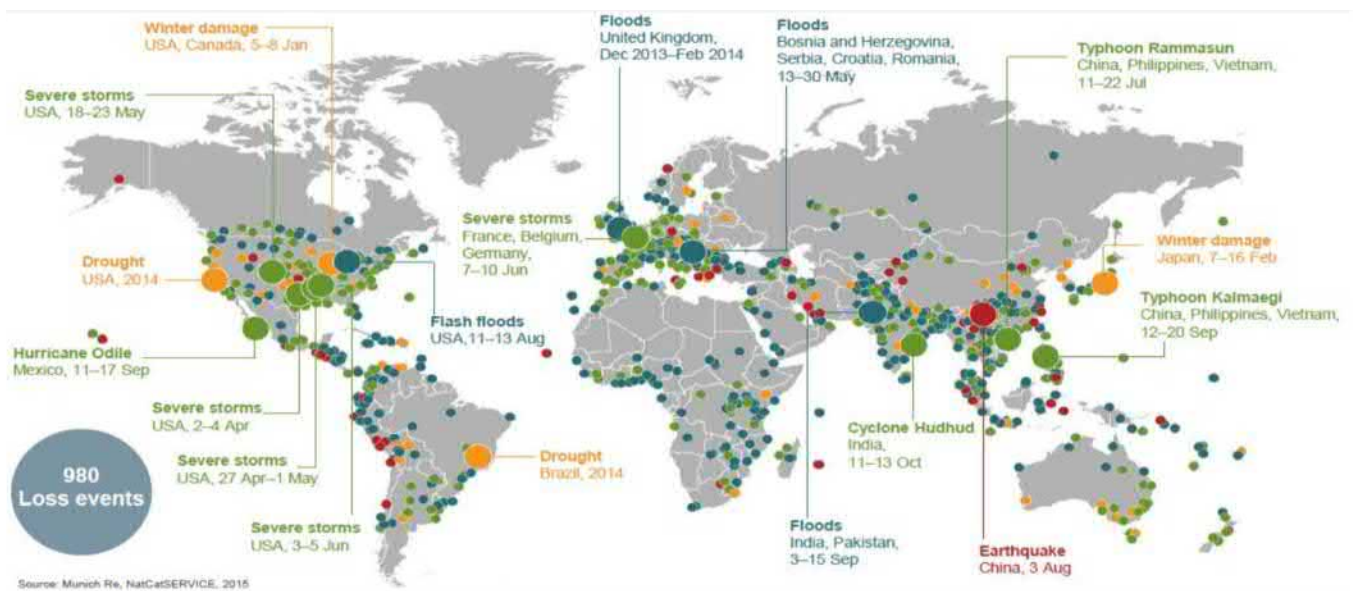 Winter damage
USA, Canada, 5–8 Jan
Floods
United Kingdom,
Dec 2013–Feb 2014
Floods
Bosnia and Herzegovina,
Serbia, Croatia, Romania,
13–30 May
Typhoon Rammasun
China, Philippines, Vietnam,
11–22 Jul
Severe storms
USA, 18–23 May
Severe storms
France, Belgium,
Germany,
7–10 Jun
Drought
USA, 2014
Winter damage
Japan, 7–16 Feb
Typhoon Kalmaegi
China, Philippines, Vietnam,
12–20 Sep
Flash floods
USA,11–13 Aug
Hurricane Odile
Mexico, 11–17 Sep
Severe storms
USA, 2–4 Apr
Cyclone Hudhud
India,
11–13 Oct
Severe storms
USA, 27 Apr–1 May
Drought
Brazil, 2014
980
Loss events
Severe storms
USA, 3–5 Jun
Floods
India, Pakistan,
3–15 Sep
Earthquake
China, 3 Aug
Source: Munich Re, NatCatSERVICE, 2015